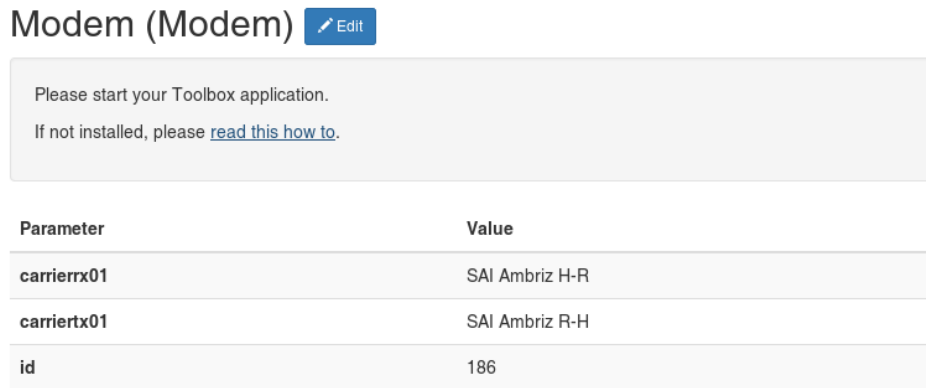 Modem (Modem) Edit
Please start your Toolbox application.
If not installed, please read this how to.
Parameter Value
carrierrx01 SAI Ambriz H-R
carriertx01 SAI Ambriz R-H
id 186